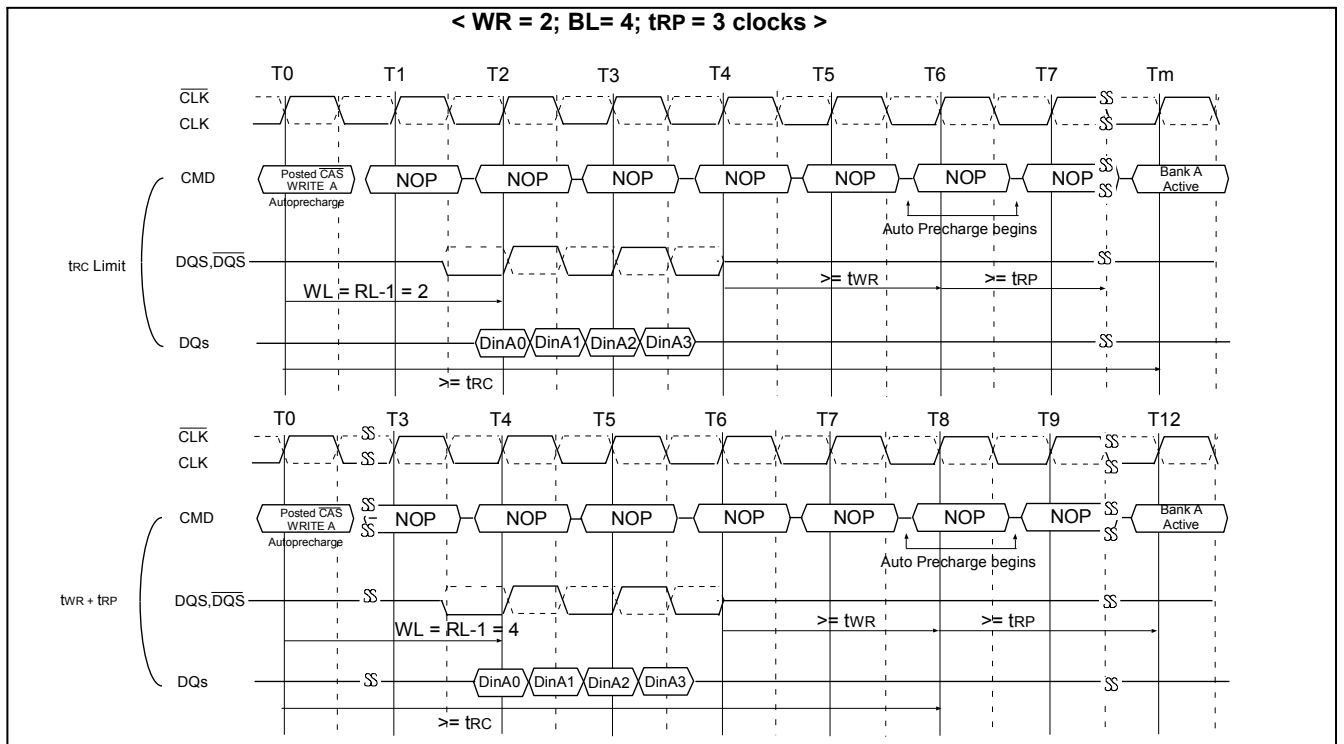 < WR = 2; BL= 4; tRP = 3 clocks >
T0 T1 T2 T3 T4 T5 T6 T7 Tm
CLK
CLK
CMD
Posted CAS
WRITE A
Autoprecharge
NOP NOP NOP NOP NOP NOP NOP
Bank A
Active
Auto Precharge begins
tRC Limit
DQS,DQS
WL = RL-1 = 2
>= tWR
>= tRP
DQs
DinA0 DinA1 DinA2 DinA3
>= tRC
T0 T3 T4 T5 T6 T7 T8 T9 T12
CLK
CLK
CMD
Posted CAS
WRITE A
Autoprecharge
NOP NOP NOP NOP NOP NOP NOP
Bank A
Active
Auto Precharge begins
tWR + tRP
DQS,DQS
WL = RL-1 = 4
>= tWR
>= tRP
DQs
DinA0 DinA1 DinA2 DinA3
>= tRC